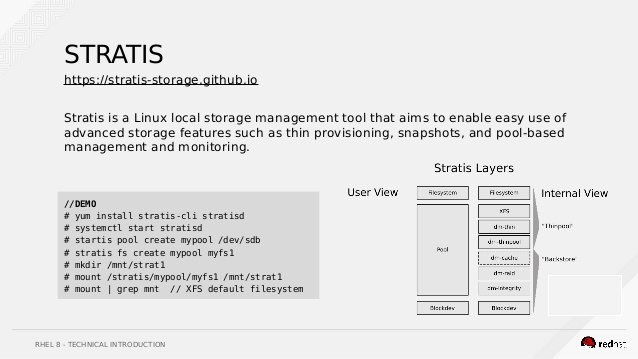 STRATIS
https://stratis-storage.github.io
Stratis is a Linux local storage management tool that aims to enable easy use of
advanced storage features such as thin provisioning, snapshots, and pool-based
management and monitoring.
//DEMO
# yum install stratis-cli stratisd
# systemctl start stratisd
# startis pool create mypool /dev/sdb
# stratis fs create mypool myfs1
# mkdir /mnt/strat1
# mount /stratis/mypool/myfs1 /mnt/strat1
# mount | grep mnt  // XFS default filesystem
Stratis Layers
User View
Filesystem
Pool
Blockdev
Filesystem
XFS
dm-thin
dm-thinpool
dm-cache
dm-raid
dm-integrity
Blockdev
Internal View
"Thinpool"
"Backstore"
RHEL 8 - TECHNICAL INTRODUCTION
redhat